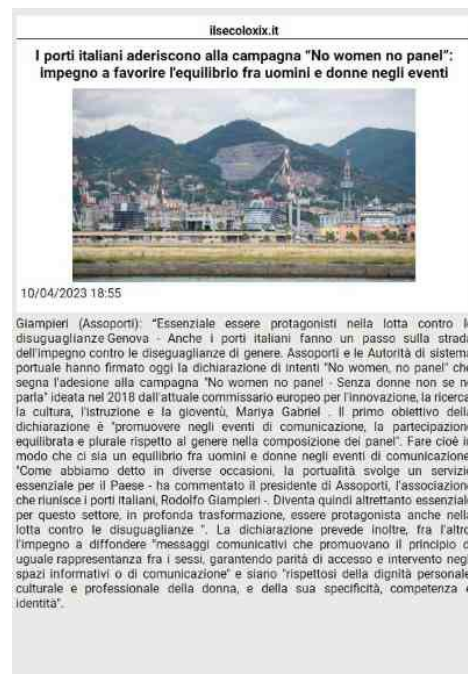 ilsecoloxix.it
I porti italiani aderiscono alla campagna "No women no panel":
impegno a favorire l'equilibrio fra uomini e donne negli eventi
10/04/2023 18:55
Giampieri (Assoporti): "Essenziale essere protagonisti nella lotta contro l
disuguaglianze Genova - Anche i porti italiani fanno un passo sulla strada
dell'impegno contro le diseguaglianze di genere. Assoporti e le Autorità di sistema
portuale hanno firmato oggi la dichiarazione di intenti "No women, no panel" che
segna l'adesione alla campagna "No women no panel - Senza donne non se n
parla" ideata nel 2018 dall'attuale commissario europeo per l'innovazione, la ricerca
la cultura, l'istruzione e la gioventù, Mariya Gabriel . Il primo obiettivo della
dichiarazione è "promuovere negli eventi di comunicazione, la partecipazione
equilibrata e plurale rispetto al genere nella composizione dei panel". Fare cioè i
modo che ci sia un equilibrio fra uomini e donne negli eventi di comunicazione
"Come abbiamo detto in diverse occasioni, la portualità svolge un servizio
essenziale per il Paese - ha commentato il presidente di Assoporti, l'associazione
che riunisce i porti italiani, Rodolfo Giampieri -. Diventa quindi altrettanto essenziale
per questo settore, in profonda trasformazione, essere protagonista anche nella
lotta contro le disuguaglianze ". La dichiarazione prevede inoltre, fra l'altro
l'impegno a diffondere "messaggi comunicativi che promuovano il principio d
uguale rappresentanza fra i sessi, garantendo parità di accesso e intervento negl
spazi informativi o di comunicazione" e siano "rispettosi della dignità personale
culturale e professionale della donna, e della sua specificità, competenza e
identità".